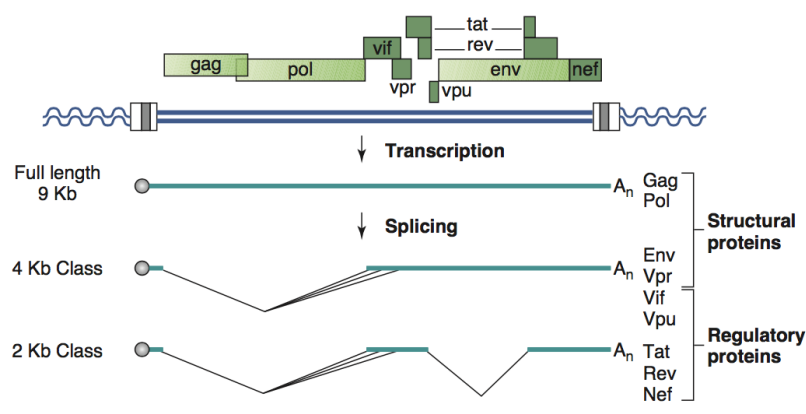 tat
rev
vif
gag
pol
env
nef
vpr
vpu
Transcription
Full length
9 Kb
An
Gag
Pol
Splicing
Structural
proteins
4 Kb Class
An
Env
Vpr
Vif
Vpu
Regulatory
proteins
2 Kb Class
An
Tat
Rev
Nef